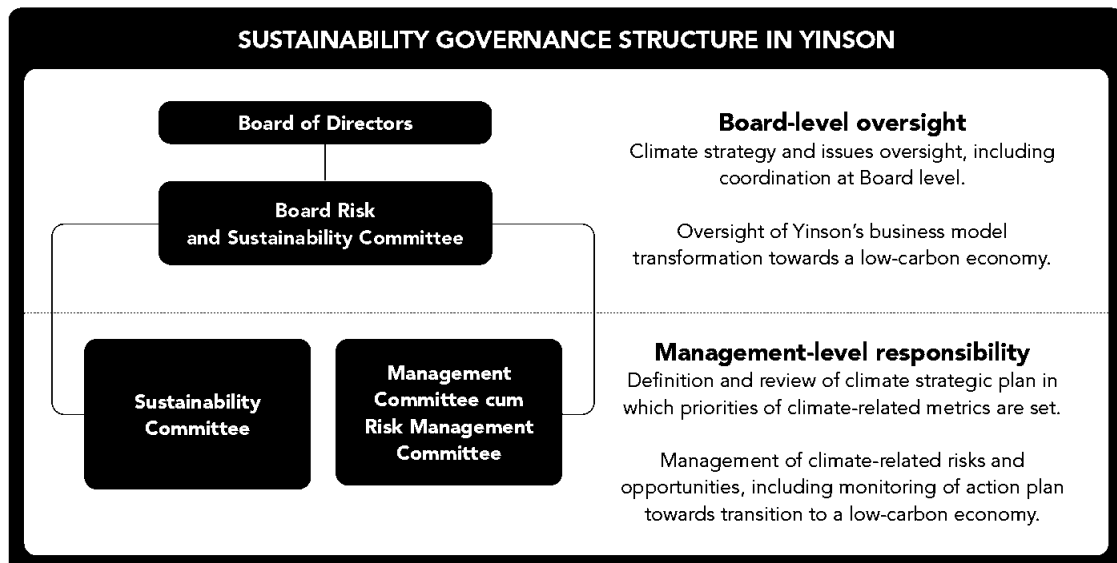 SUSTAINABILITY GOVERNANCE STRUCTURE IN YINSON
Board of Directors
Board Risk
and Sustainability Committee
Board-level oversight
Climate strategy and issues oversight, including
coordination at Board level.
Oversight of Yinson’s business model
transformation towards a low-carbon economy.
Sustainability
Committee
Management
Committee cum
Risk Management
Committee
Management-level responsibility
Definition and review of climate strategic plan in
which priorities of climate-related metrics are set.
Management of climate-related risks and
opportunities, including monitoring of action plan
towards transition to a low-carbon economy.